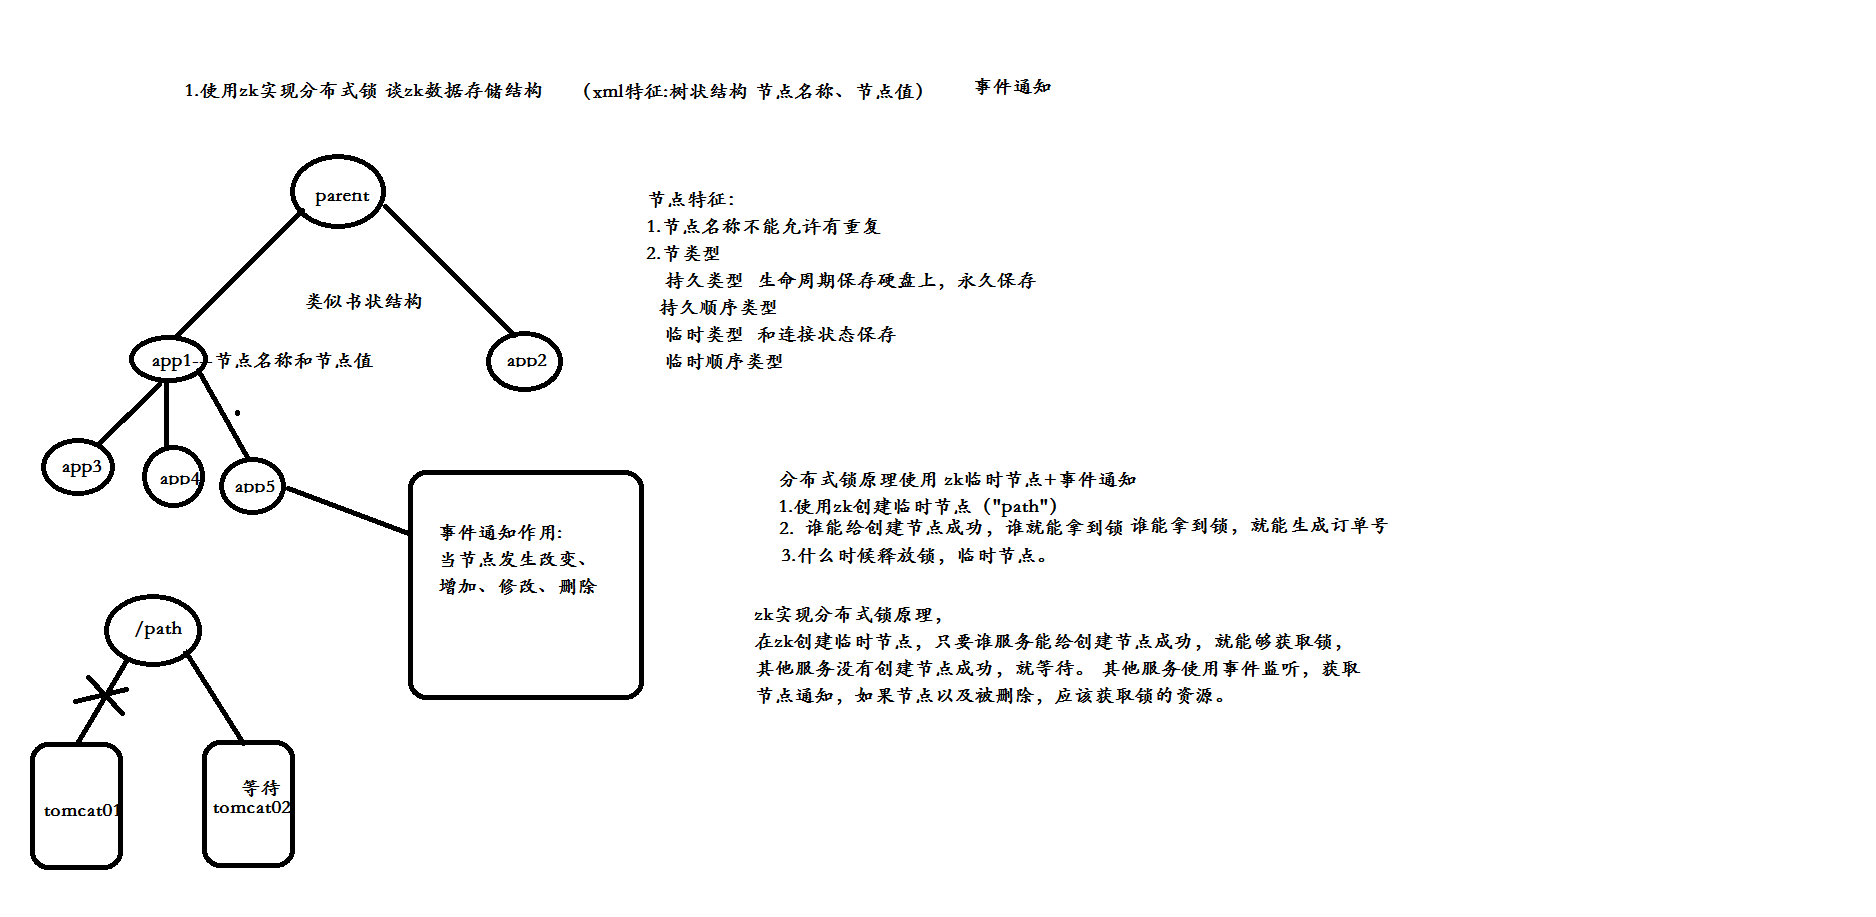 1.使用zk实现分布式锁 谈zk数据存储结构 （xml特征:树状结构 节点名称、节点值） 事件通知
parent
类似书状结构
app1---节点名称和节点值
app2
app3
app4
app5
节点特征：
1.节点名称不能允许有重复
2.节类型
持久类型 生命周期保存硬盘上，永久保存
持久顺序类型
临时类型 和连接状态保存
临时顺序类型
事件通知作用:
当节点发生改变、
增加、修改、删除
分布式锁原理使用 zk临时节点+事件通知
1.使用zk创建临时节点（"path"）
2. 谁能给创建节点成功，谁就能拿到锁 谁能拿到锁，就能生成订单号
3.什么时候释放锁，临时节点。
zk实现分布式锁原理，
在zk创建临时节点，只要谁服务能给创建节点成功，就能够获取锁，
其他服务没有创建节点成功，就等待。 其他服务使用事件监听，获取
节点通知，如果节点以及被删除，应该获取锁的资源。
/path
tomcat01
等待
tomcat02